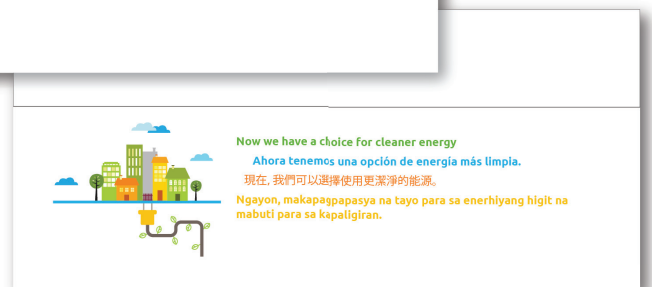 Now we have a choice for cleaner energy
Ahora tenemos una opción de energía más limpia.
現在, 我們可以選擇使用更潔淨的能源。
Ngayon, makapagpapasya na tayo para sa enerhiyang higit na
mabuti para sa kapaligiran.